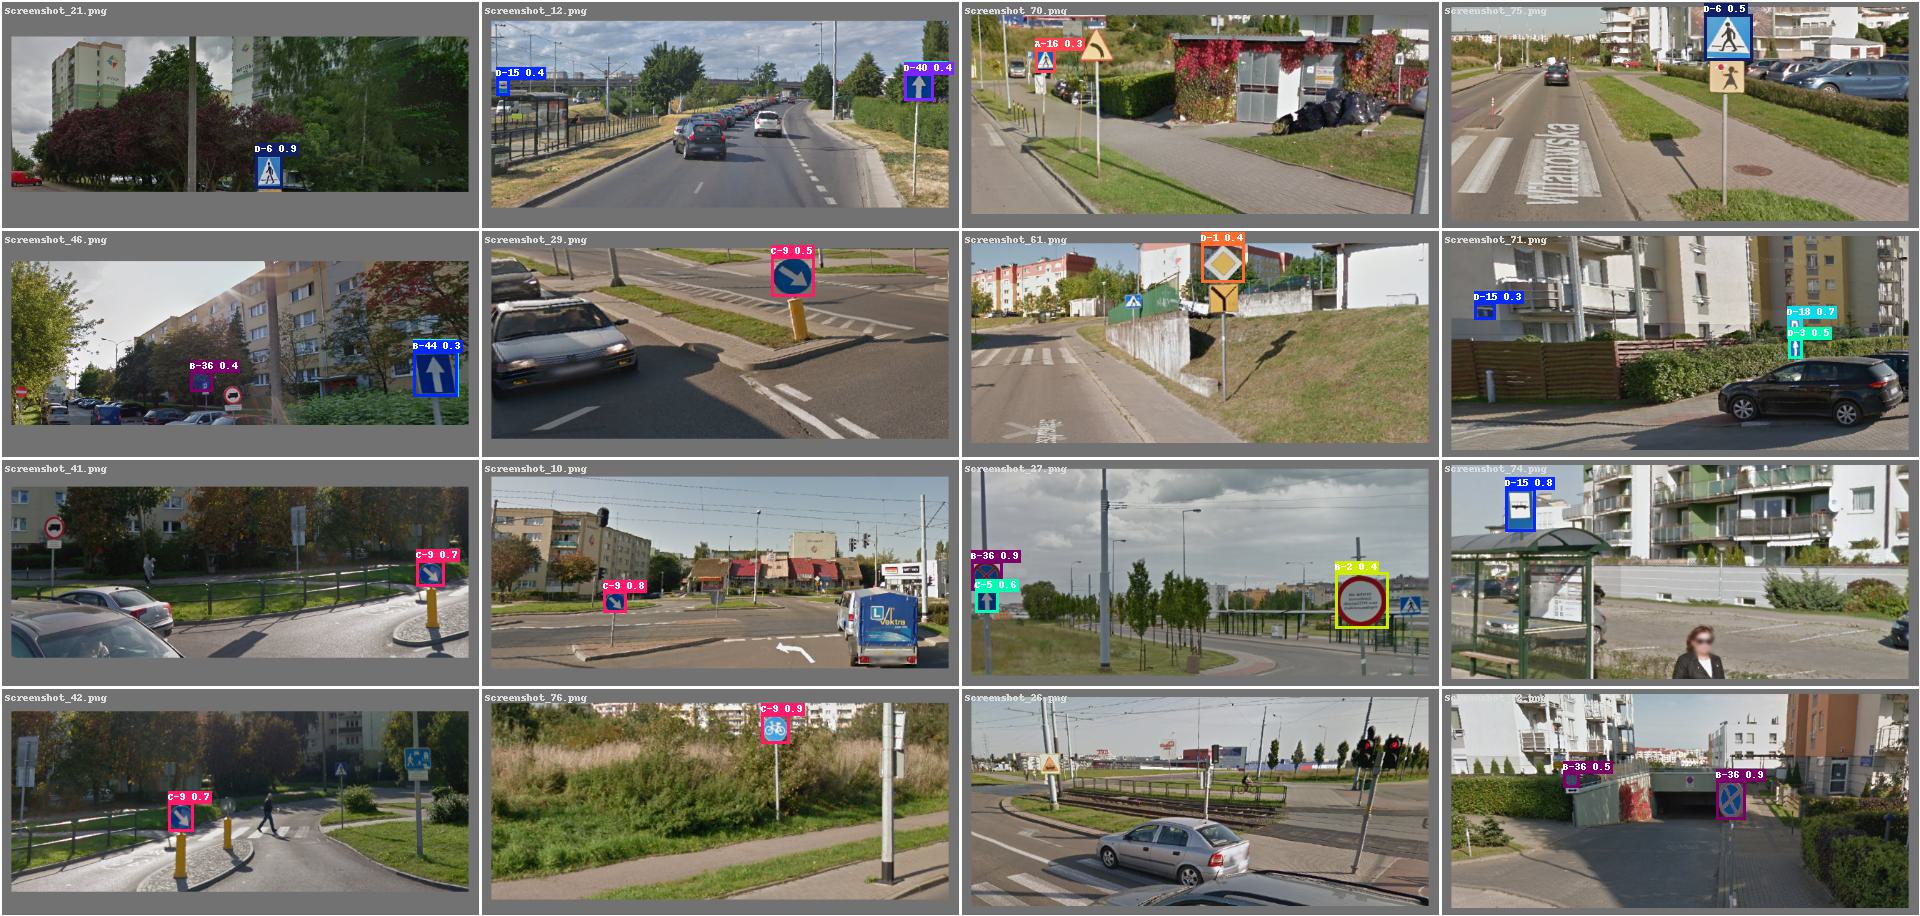 Screenshot_21.png
D-6 0.9
Screenshot_12.png
D-15 0.4
D-40 0.4
Screenshot_70.png
A-16 0.3
Screenshot_75.png
D-6 0.5
Wilanowska
Screenshot_46.png
B-36 0.4
B-44 0.3
Screenshot_29.png
C-9 0.5
Screenshot_61.png
D-1 0.4
Screenshot_71.png
D-15 0.3
D-18 0.7
D-3 0.5
Screenshot_41.png
C-9 0.7
Screenshot_10.png
C-9 0.8
L
Vektra
Screenshot_27.png
B-36 0.9
C-5 0.6
B-2 0.4
Screenshot_74.png
D-15 0.8
Screenshot_42.png
C-9 0.7
Screenshot_76.png
C-9 0.9
Screenshot_26.png
B-36 0.5
B-36 0.9